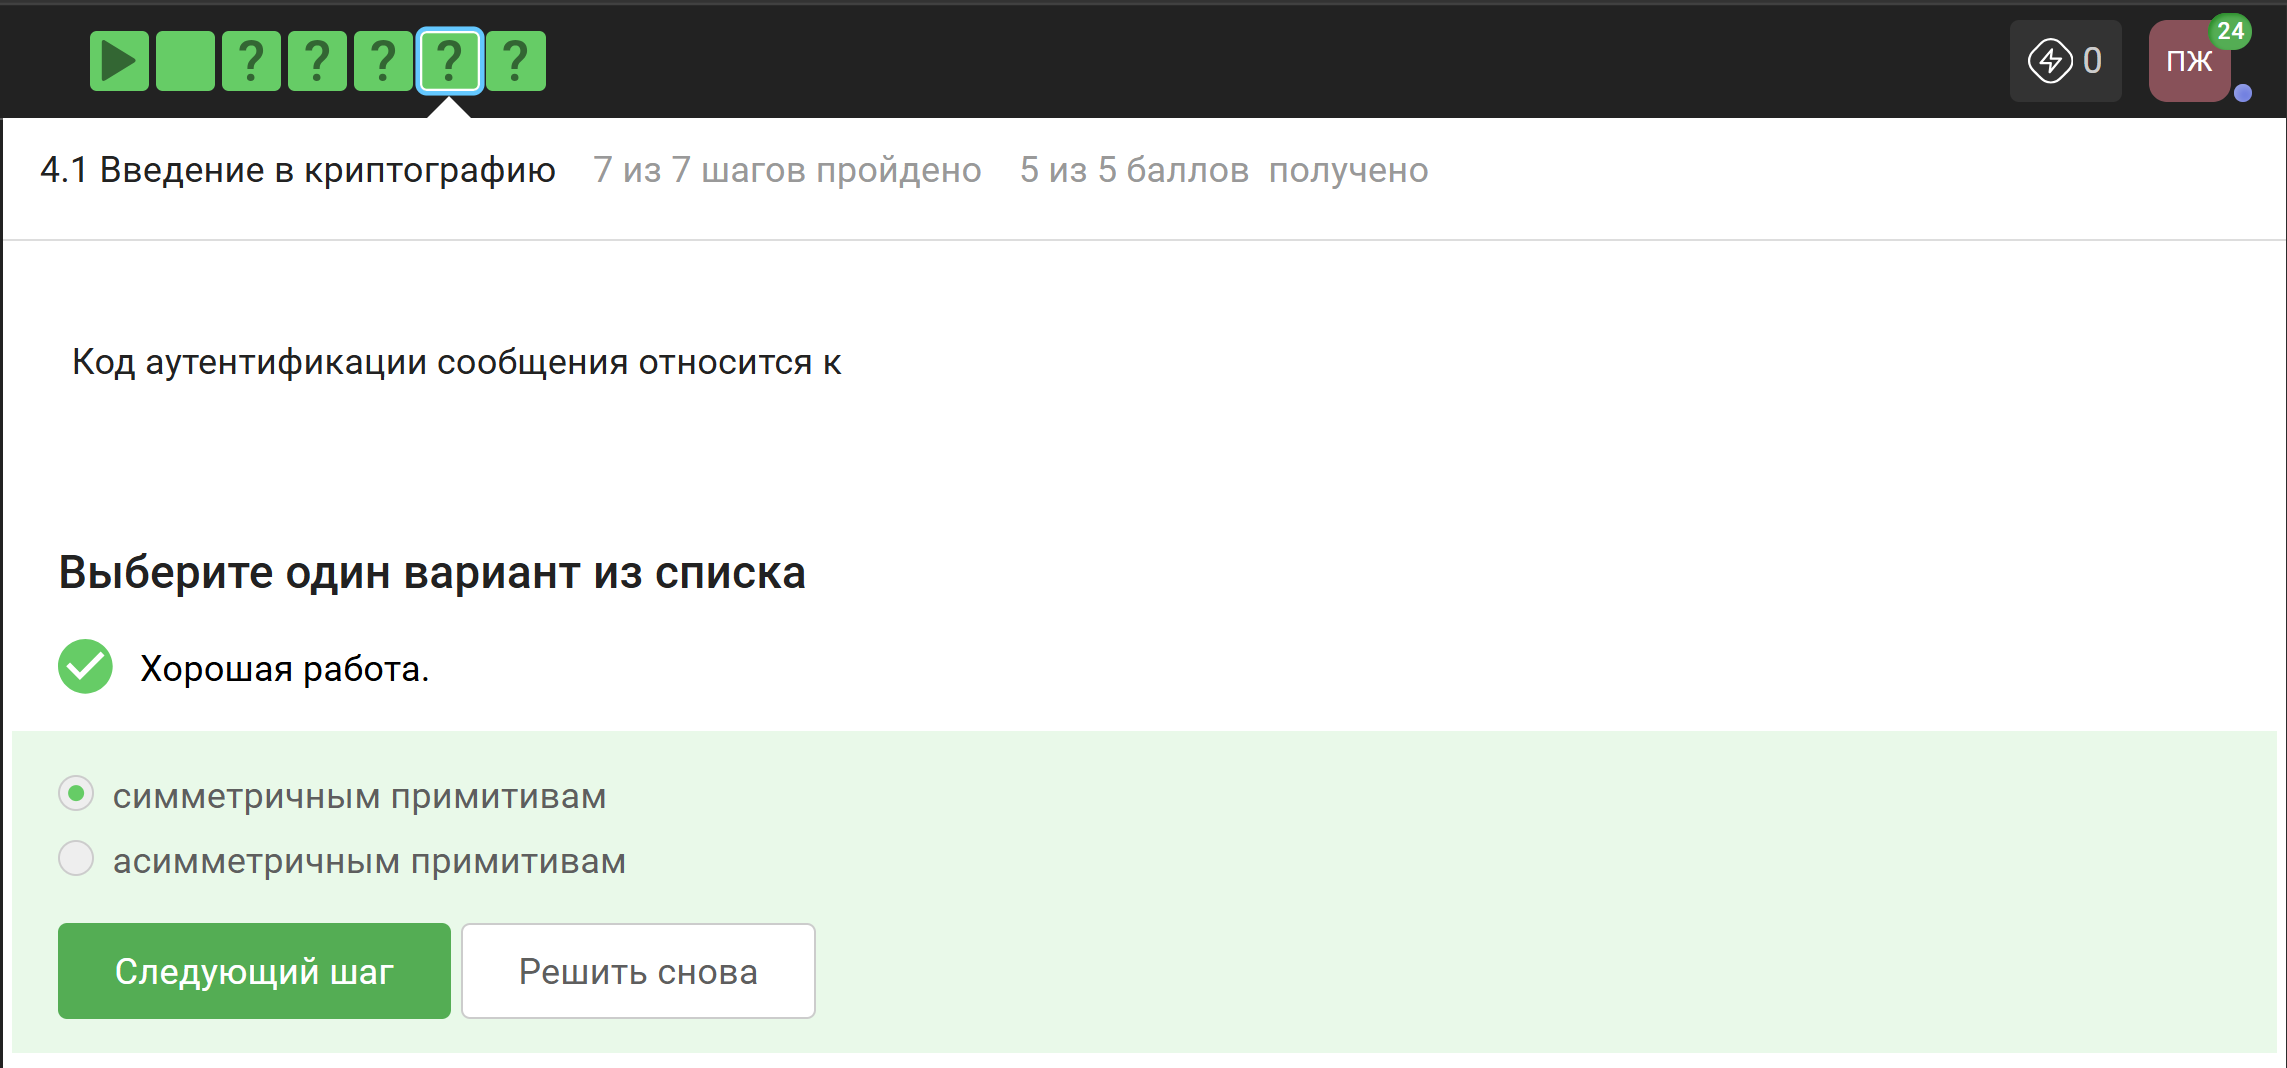 ? ? ? ? ?
0
ПЖ
24
4.1 Введение в криптографию 7 из 7 шагов пройдено 5 из 5 баллов получено
Код аутентификации сообщения относится к
Выберите один вариант из списка
Хорошая работа.
симметричным примитивам
асимметричным примитивам
Следующий шаг Решить снова